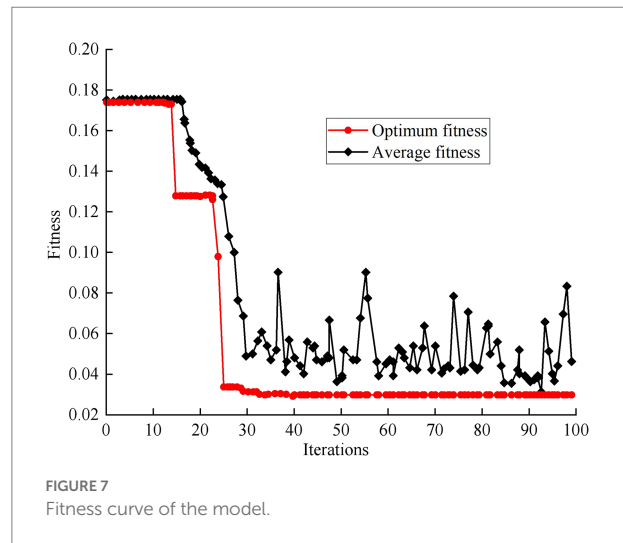 0.20
0.18
0.16
0.14
0.12
0.10
0.08
0.06
0.04
0.02
Fitness
Optimum fitness
Average fitness
0 10 20 30 40 50 60 70 80 90 100
Iterations
FIGURE 7
Fitness curve of the model.